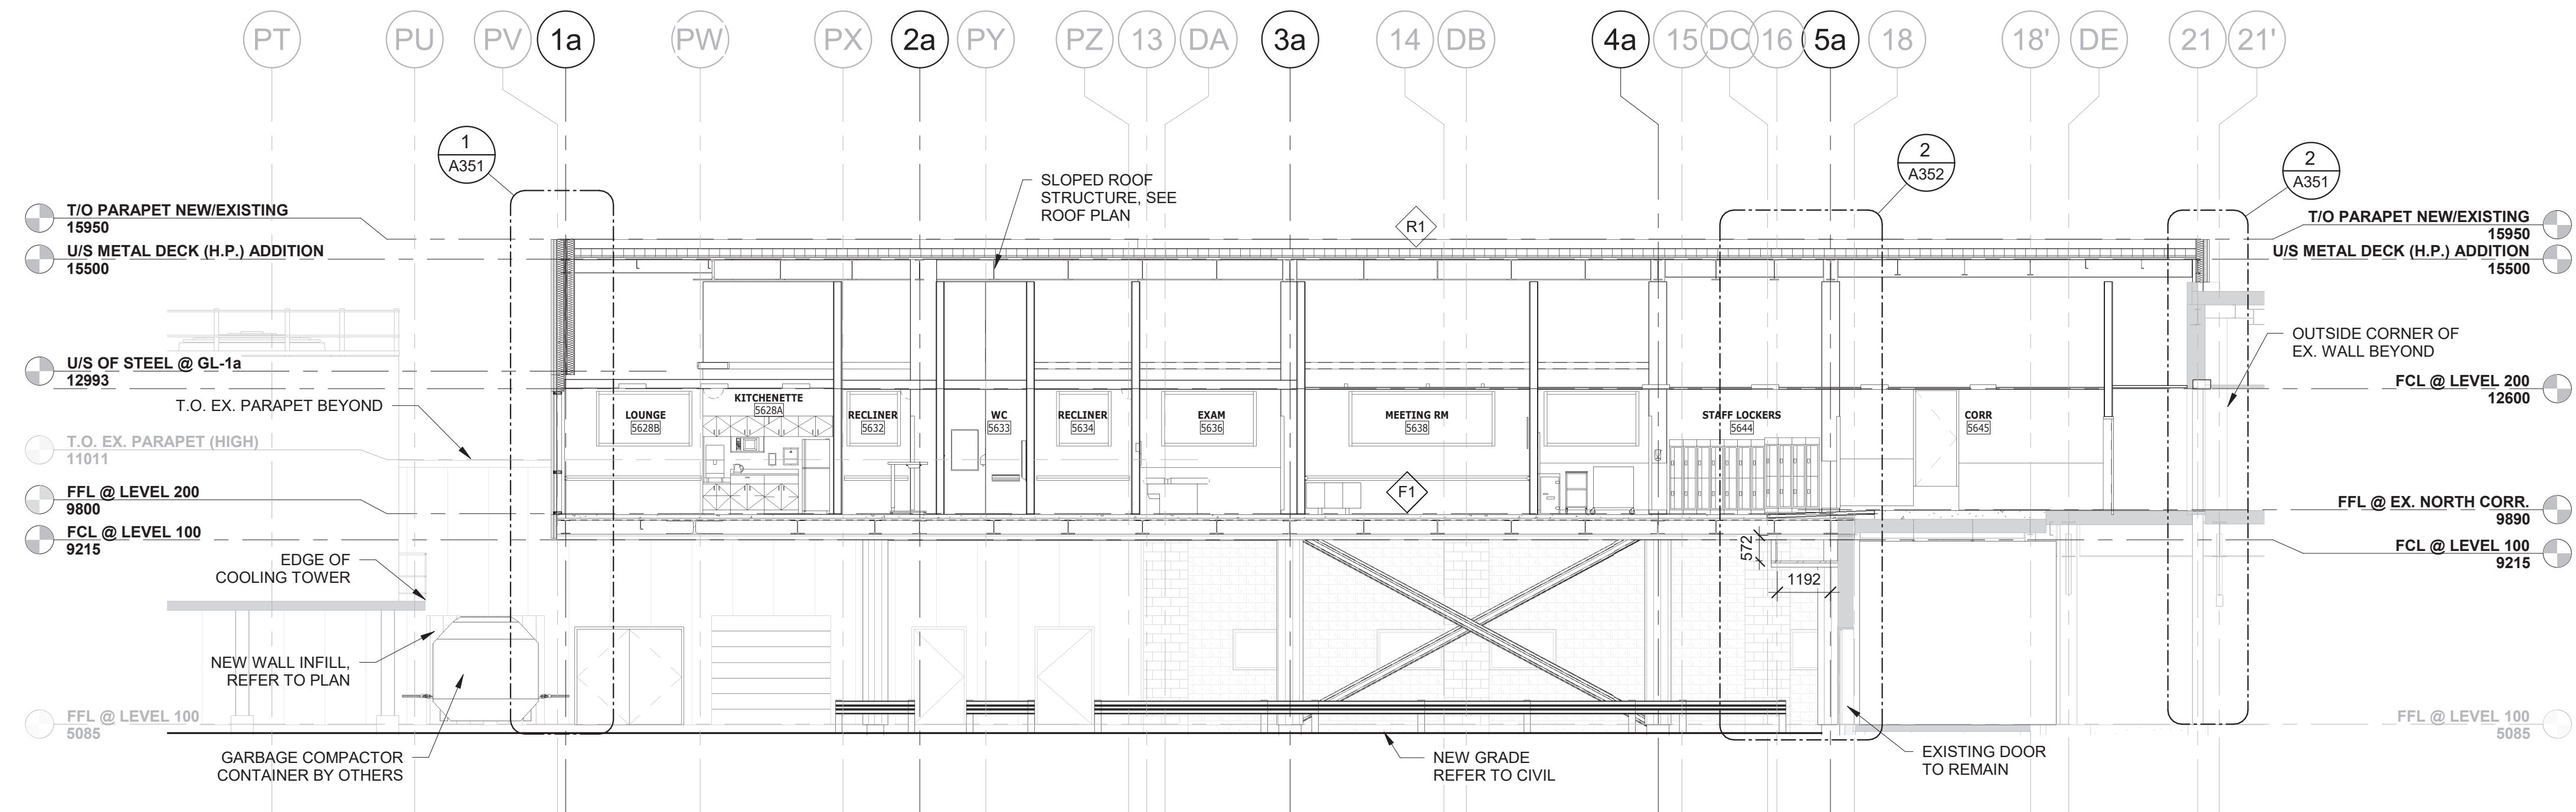 PT PU PV 1a PW PX 2a PY PZ 13 DA 3a 14 DB 4a 15 DC 16 5a 18 18' DE 21 21'
1
A351
2
A352
2
A351
SLOPED ROOF
STRUCTURE, SEE
ROOF PLAN
R1
T/O PARAPET NEW/EXISTING
15950
U/S METAL DECK (H.P.) ADDITION
15500
U/S OF STEEL @ GL-1a
12993
T.O. EX. PARAPET BEYOND
T.O. EX. PARAPET (HIGH)
11011
FFL @ LEVEL 200
9800
FCL @ LEVEL 100
9215
EDGE OF
COOLING TOWER
NEW WALL INFILL,
REFER TO PLAN
FFL @ LEVEL 100
5085
GARBAGE COMPACTOR
CONTAINER BY OTHERS
LOUNGE
5628B
KITCHENETTE
5628A
RECLINER
5632
WC
5633
RECLINER
5634
EXAM
5636
MEETING RM
5638
STAFF LOCKERS
5644
CORR
5645
F1
572
1192
NEW GRADE
REFER TO CIVIL
EXISTING DOOR
TO REMAIN
T/O PARAPET NEW/EXISTING
15950
U/S METAL DECK (H.P.) ADDITION
15500
OUTSIDE CORNER OF
EX. WALL BEYOND
FCL @ LEVEL 200
12600
FFL @ EX. NORTH CORR.
9890
FCL @ LEVEL 100
9215
FFL @ LEVEL 100
5085